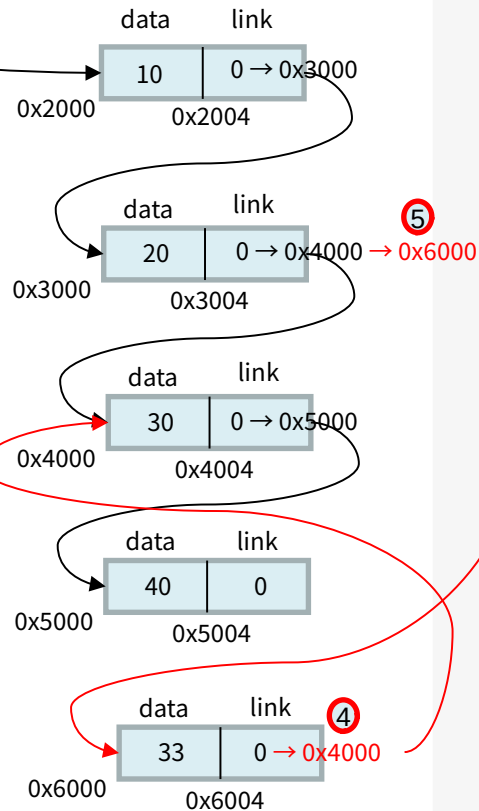 data link
10 0 → 0x3000
0x2000 0x2004
data link
5
20 0 → 0x4000 → 0x6000
0x3000 0x3004
data link
30 0 → 0x5000
0x4000 0x4004
data link
40 0
0x5000 0x5004
data link
4
33 0 → 0x4000
0x6000 0x6004